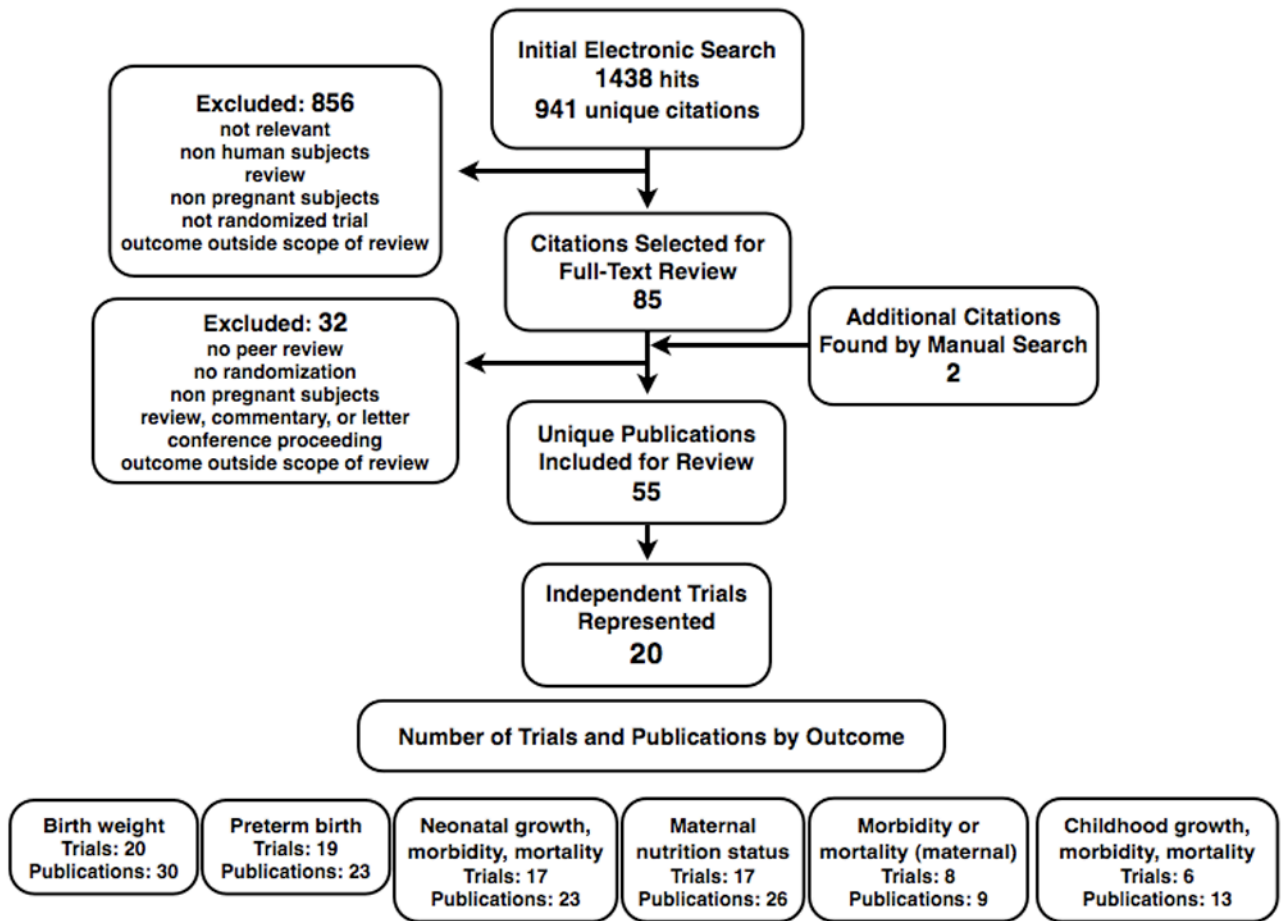 Initial Electronic Search
1438 hits
941 unique citations
Excluded: 856
not relevant
non human subjects
review
non pregnant subjects
not randomized trial
outcome outside scope of review
Citations Selected for
Full-Text Review
85
Additional Citations
Found by Manual Search
2
Excluded: 32
no peer review
no randomization
non pregnant subjects
review, commentary, or letter
conference proceeding
outcome outside scope of review
Unique Publications
Included for Review
55
Independent Trials
Represented
20
Number of Trials and Publications by Outcome
Birth weight
Trials: 20
Publications: 30
Preterm birth
Trials: 19
Publications: 23
Neonatal growth,
morbidity, mortality
Trials: 17
Publications: 23
Maternal
nutrition status
Trials: 17
Publications: 26
Morbidity or
mortality (maternal)
Trials: 8
Publications: 9
Childhood growth,
morbidity, mortality
Trials: 6
Publications: 13